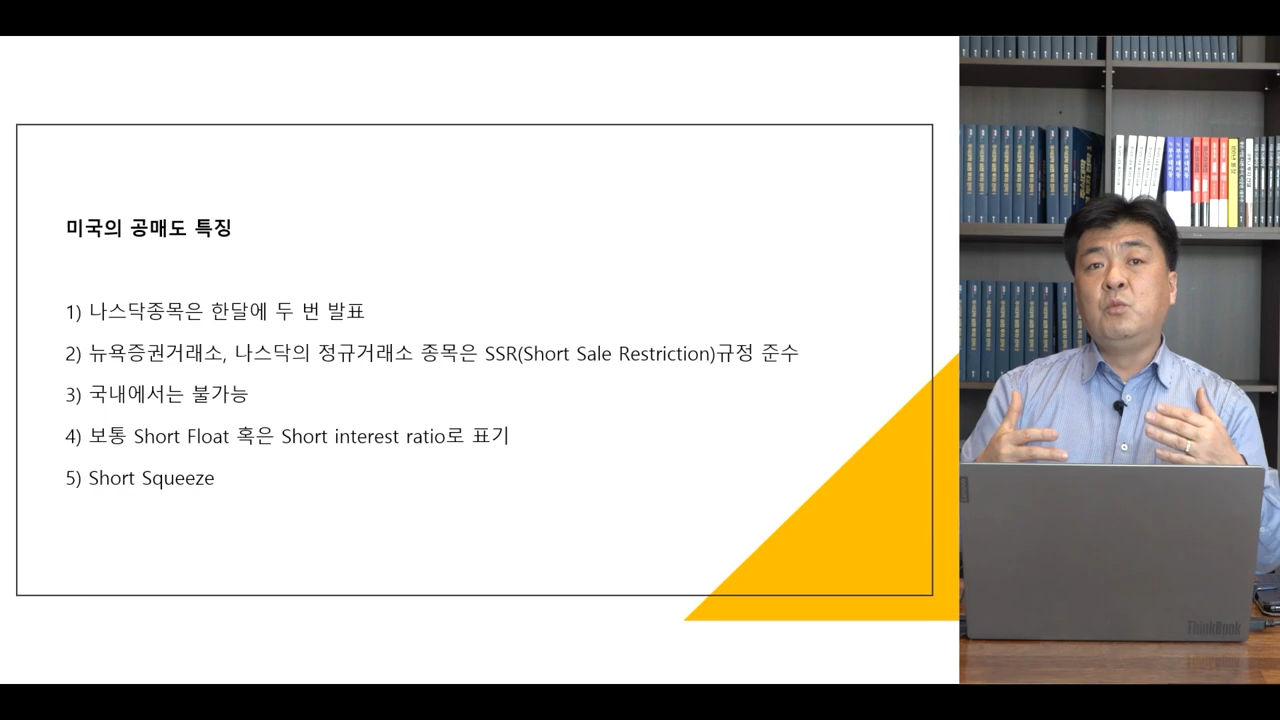 미국의 공매도 특징
1) 나스닥종목은 한달에 두 번 발표
2) 뉴욕증권거래소, 나스닥의 정규거래소 종목은 SSR(Short Sale Restriction)규정 준수
3) 국내에서는 불가능
4) 보통 Short Float 혹은 Short interest ratio로 표기
5) Short Squeeze
ThinkBook